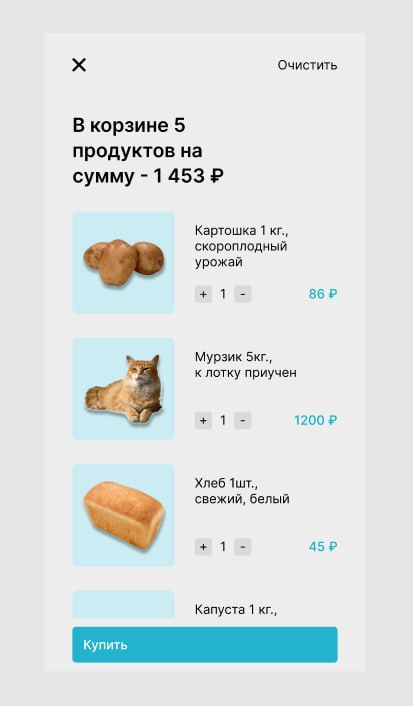 Очистить
В корзине 5
продуктов на
сумму - 1 453 ₽
Картошка 1 кг.,
скороплодный
урожай
+ 1 - 86 ₽
Мурзик 5кг.,
к лотку приучен
+ 1 - 1200 ₽
Хлеб 1шт.,
свежий, белый
+ 1 - 45 ₽
Капуста 1 кг.,
Купить